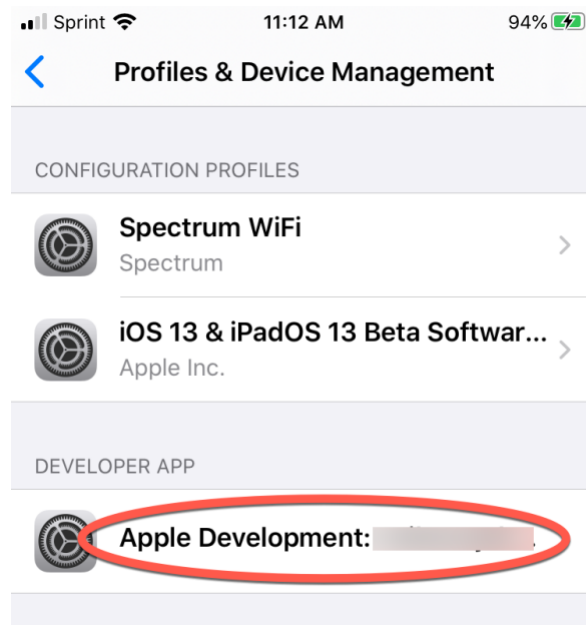 Sprint 11:12 AM 94%
Profiles & Device Management
CONFIGURATION PROFILES
Spectrum WiFi
Spectrum
iOS 13 & iPadOS 13 Beta Softwar...
Apple Inc.
DEVELOPER APP
Apple Development: